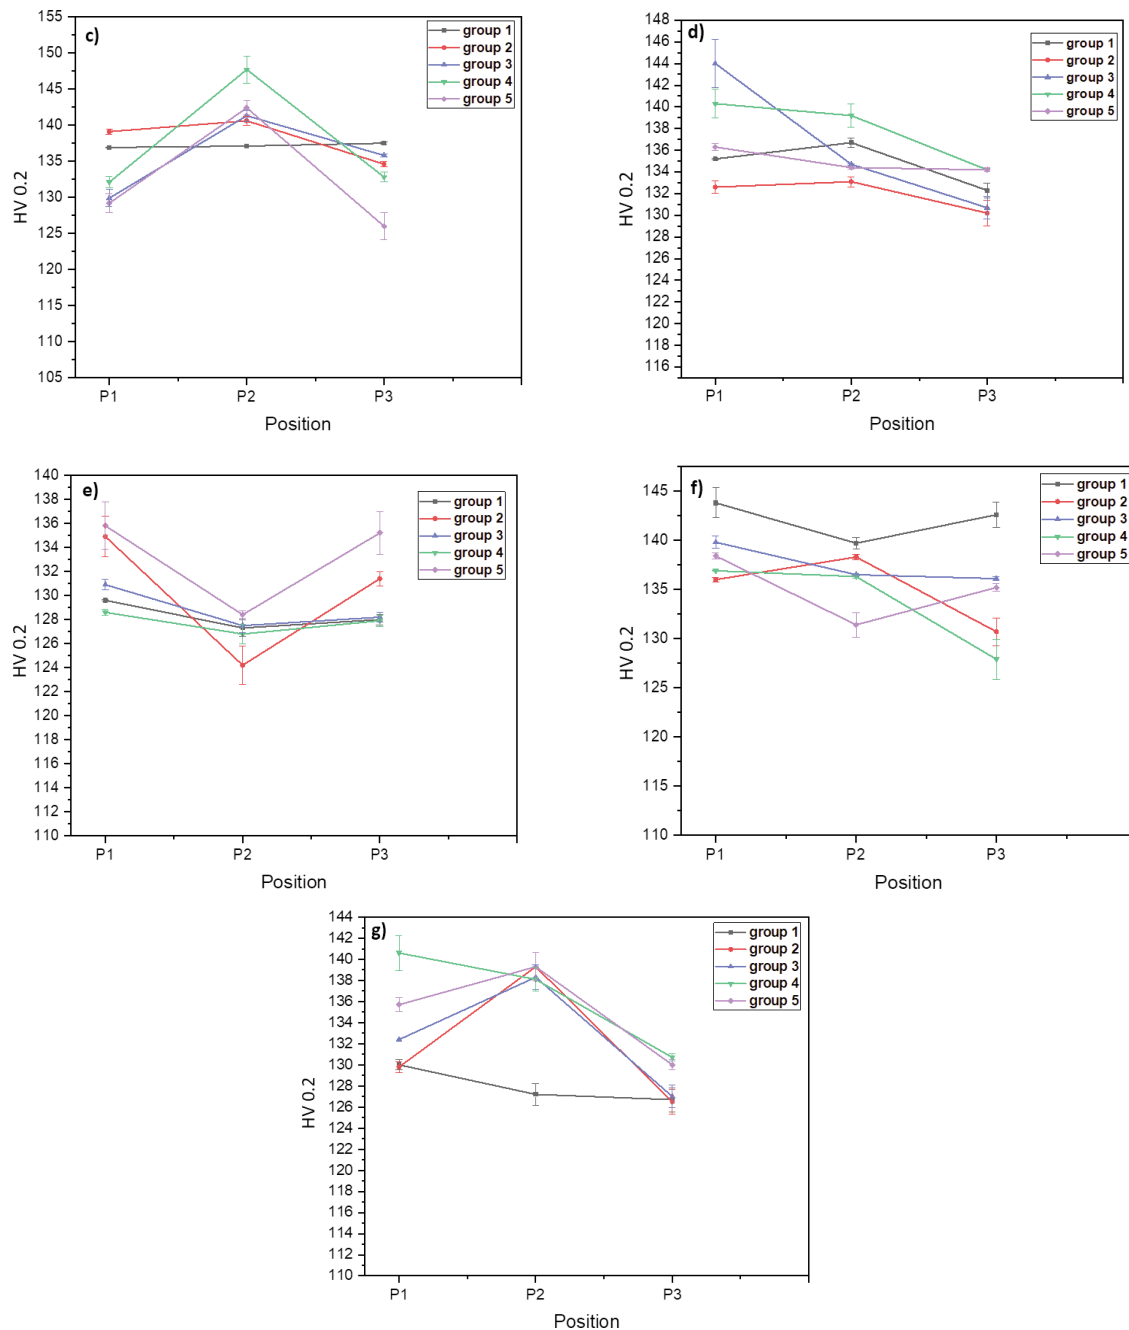 c)
155
150
145
140
135
130
125
120
115
110
105
HV 0.2
P1
P2
P3
Position
group 1
group 2
group 3
group 4
group 5
d)
148
146
144
142
140
138
136
134
132
130
128
126
124
122
120
118
116
HV 0.2
P1
P2
P3
Position
group 1
group 2
group 3
group 4
group 5
e)
140
138
136
134
132
130
128
126
124
122
120
118
116
114
112
110
HV 0.2
P1
P2
P3
Position
group 1
group 2
group 3
group 4
group 5
f)
145
140
135
130
125
120
115
110
HV 0.2
P1
P2
P3
Position
group 1
group 2
group 3
group 4
group 5
g)
144
142
140
138
136
134
132
130
128
126
124
122
120
118
116
114
112
110
HV 0.2
P1
P2
P3
Position
group 1
group 2
group 3
group 4
group 5